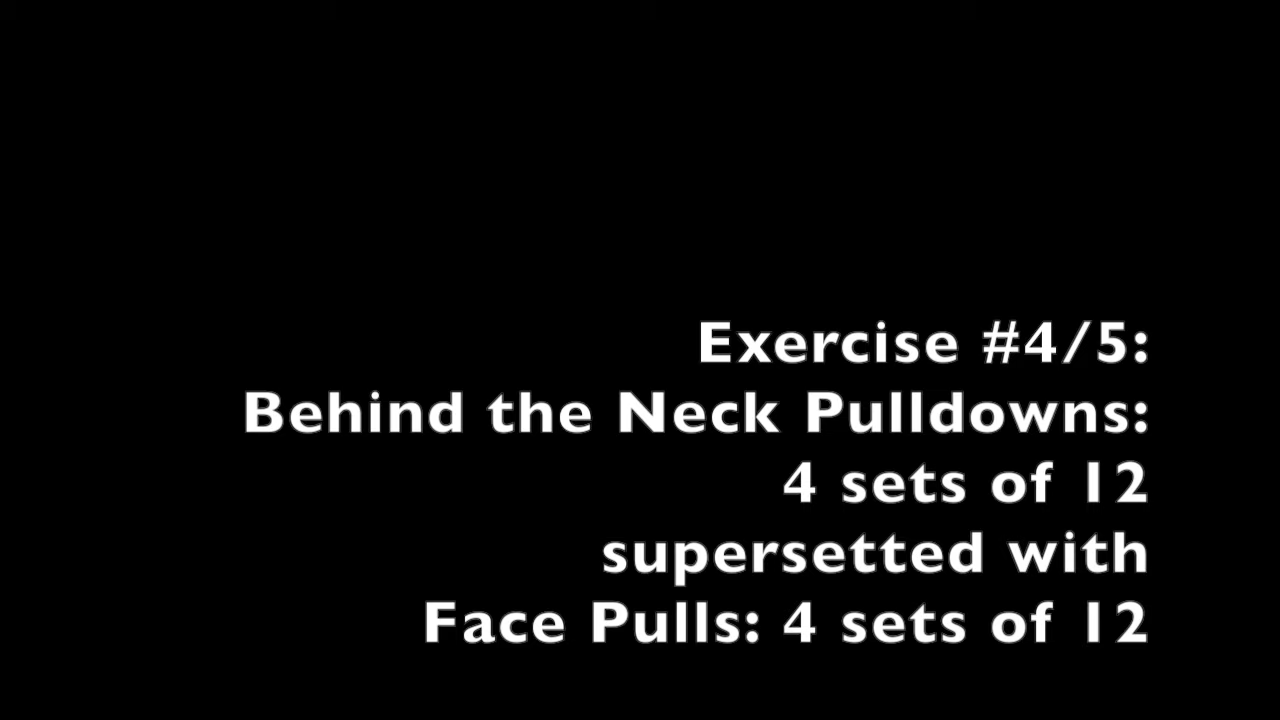 Exercise #4/5:
Behind the Neck Pulldowns:
4 sets of 12
supersetted with
Face Pulls: 4 sets of 12